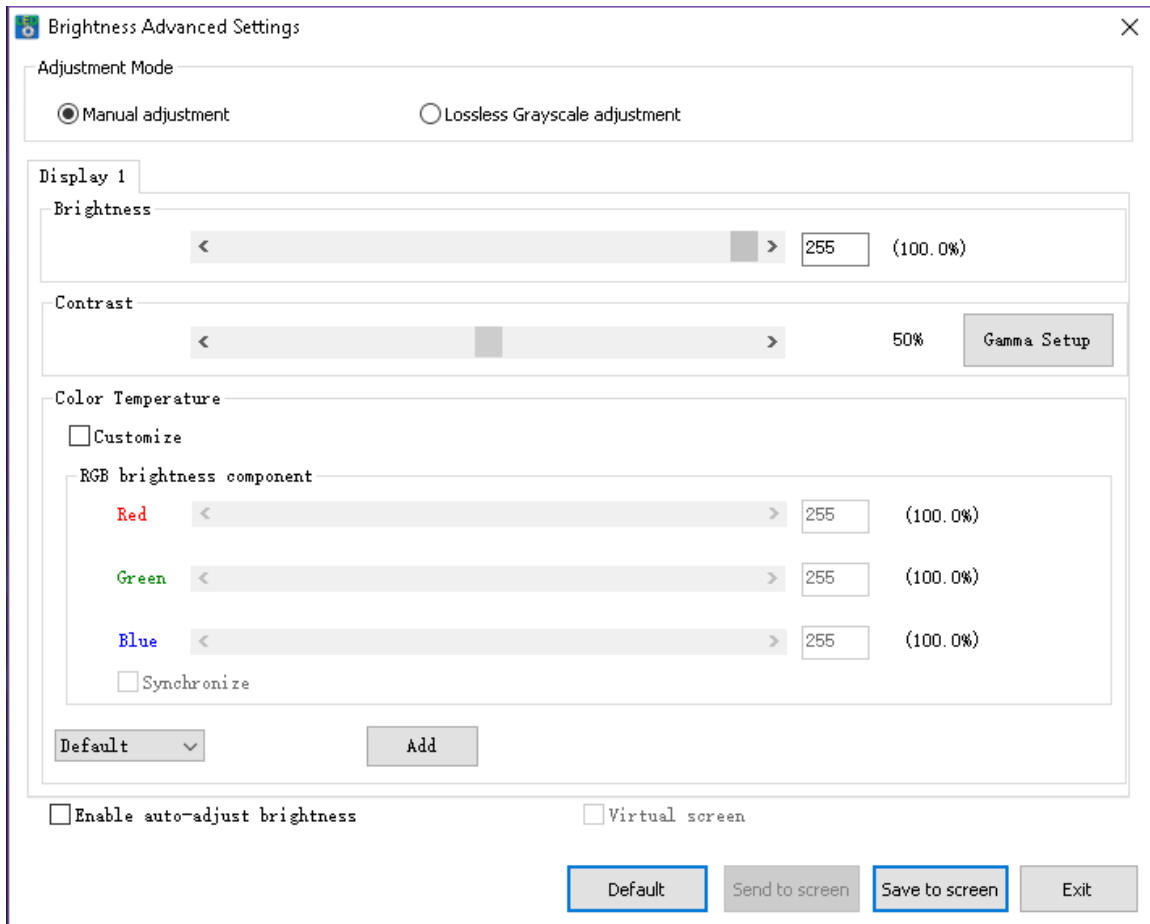 Brightness Advanced Settings
Adjustment Mode
Manual adjustment Lossless Grayscale adjustment
Display 1
Brightness
255 (100.0%)
Contrast
50% Gamma Setup
Color Temperature
Customize
RGB brightness component
Red 255 (100.0%)
Green 255 (100.0%)
Blue 255 (100.0%)
Synchronize
Default Add
Enable auto-adjust brightness Virtual screen
Default Send to screen Save to screen Exit